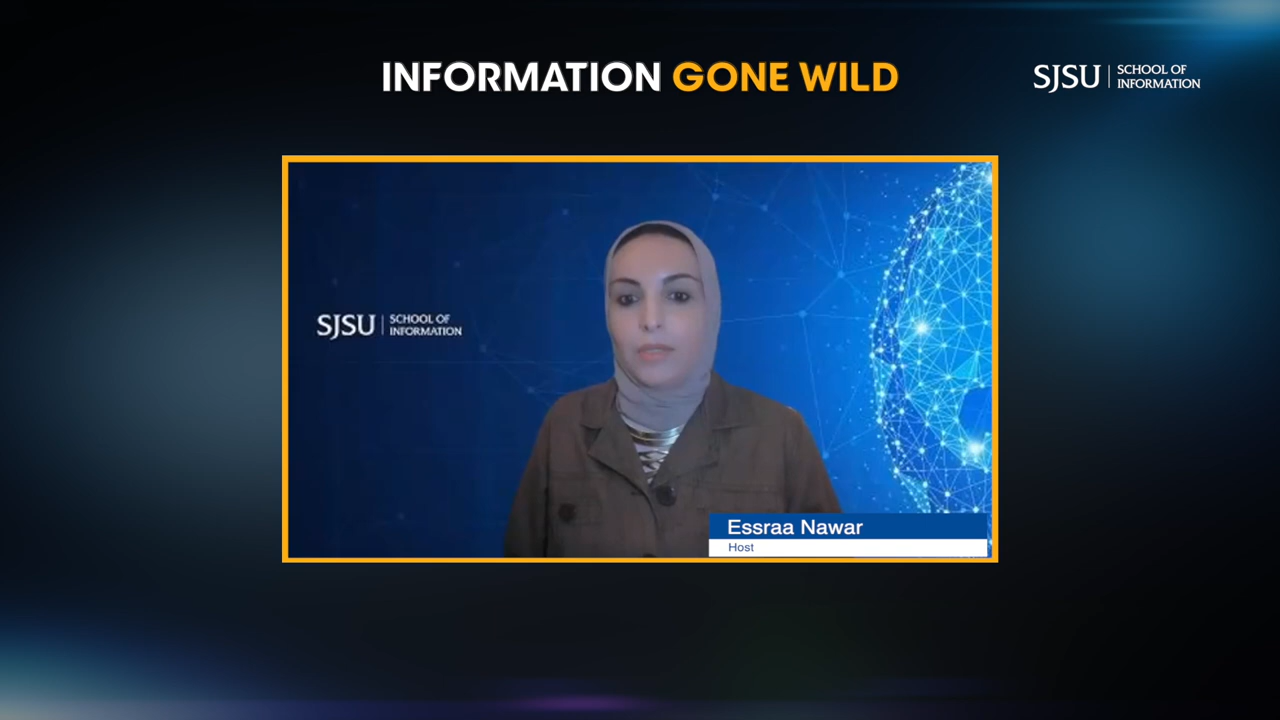 INFORMATION GONE WILD
SJSU | SCHOOL OF
INFORMATION
SJSU | SCHOOL OF
INFORMATION
Essraa Nawar
Host